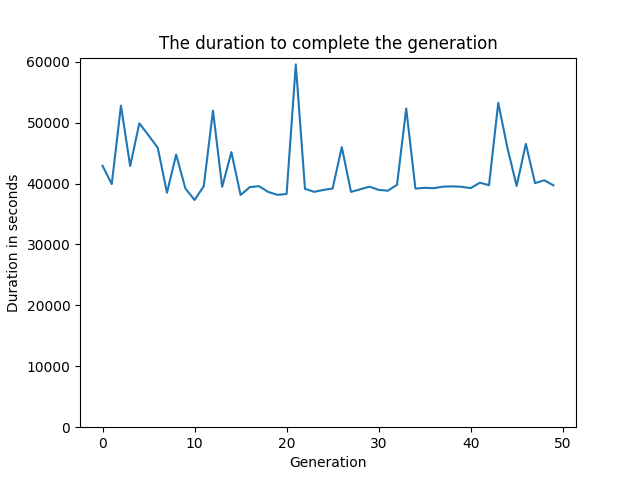 The duration to complete the generation
Duration in seconds
60000
50000
40000
30000
20000
10000
0
0 10 20 30 40 50
Generation